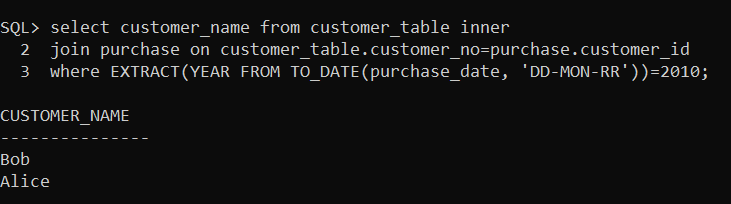 SQL> select customer_name from customer_table inner
  2  join purchase on customer_table.customer_no=purchase.customer_id
  3  where EXTRACT(YEAR FROM TO_DATE(purchase_date, 'DD-MON-RR'))=2010;
CUSTOMER_NAME
---------------
Bob
Alice